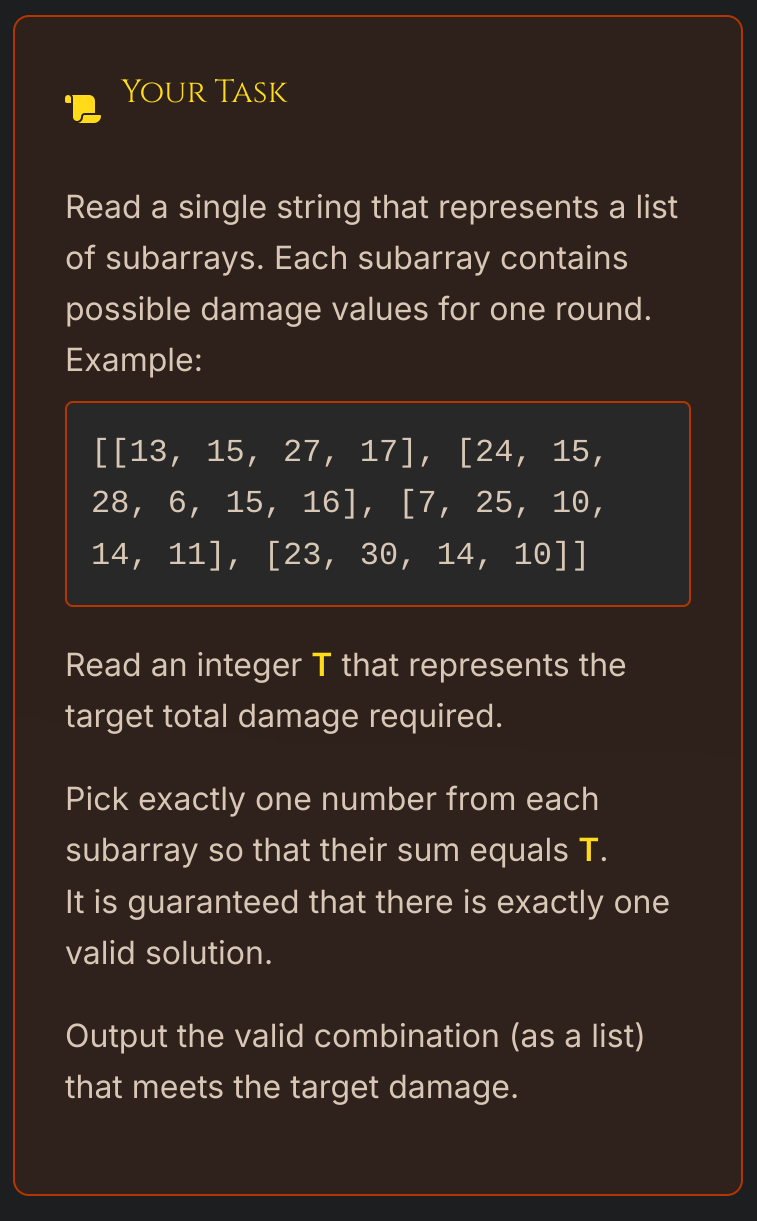 Your Task
Read a single string that represents a list
of subarrays. Each subarray contains
possible damage values for one round.
Example:
[[13, 15, 27, 17], [24, 15,
28, 6, 15, 16], [7, 25, 10,
14, 11], [23, 30, 14, 10]]
Read an integer T that represents the
target total damage required.
Pick exactly one number from each
subarray so that their sum equals T.
It is guaranteed that there is exactly one
valid solution.
Output the valid combination (as a list)
that meets the target damage.